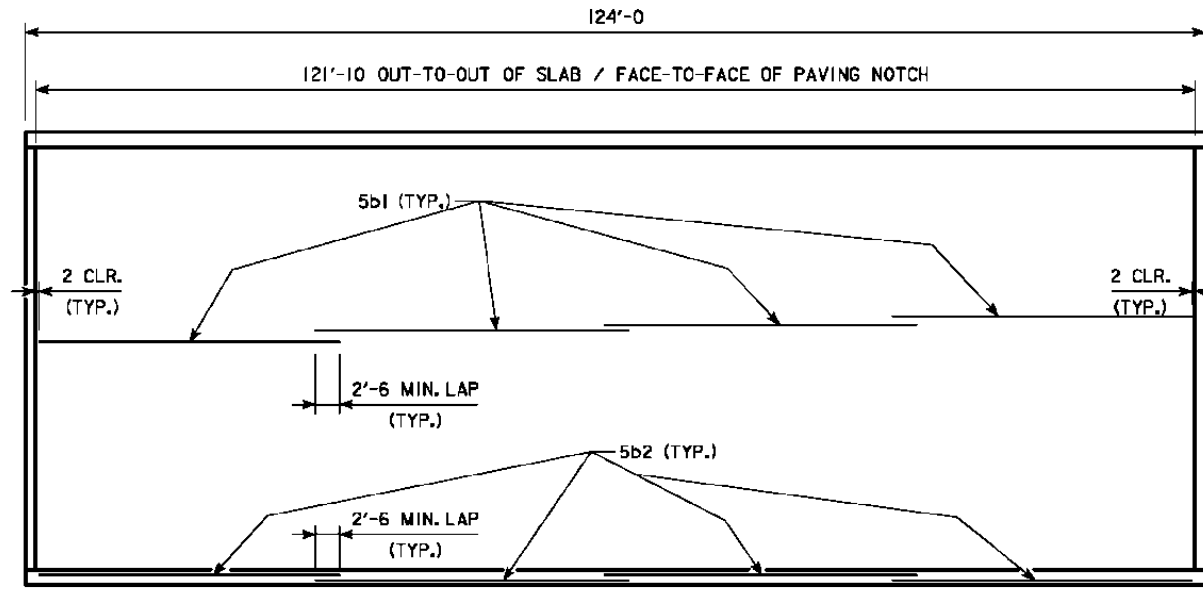 124'-0
121'-10 OUT-TO-OUT OF SLAB / FACE-TO-FACE OF PAVING NOTCH
5b1 (TYP.)
2 CLR.
(TYP.)
2 CLR.
(TYP.)
2'-6 MIN. LAP
(TYP.)
5b2 (TYP.)
2'-6 MIN. LAP
(TYP.)